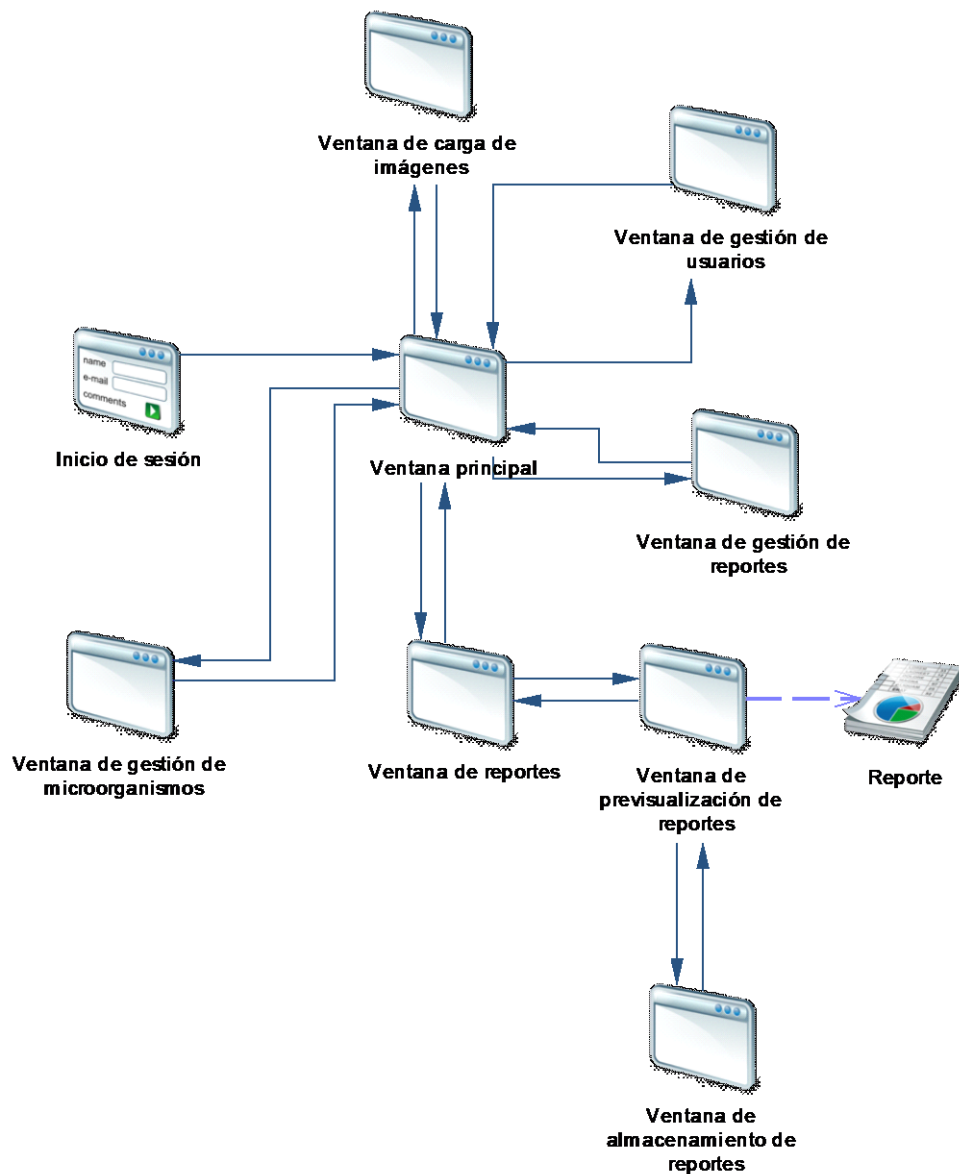 Ventana de carga de
imágenes
Ventana de gestión de
usuarios
name
e-mail
comments
Inicio de sesión
Ventana principal
Ventana de gestión de
reportes
Ventana de gestión de
microorganismos
Ventana de reportes
Ventana de
previsualización de
reportes
Reporte
Ventana de
almacenamiento de
reportes